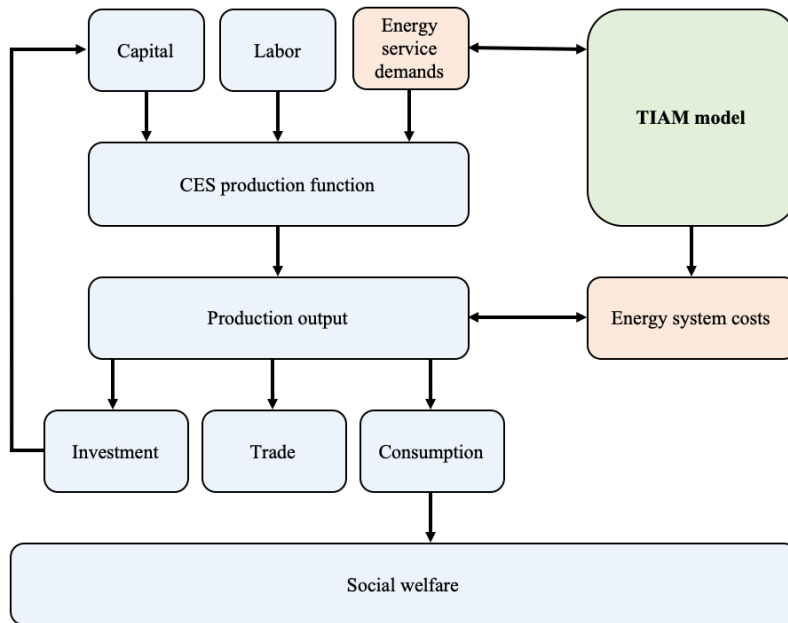 Capital
Labor
Energy
service
demands
TIAM model
CES production function
Production output
Energy system costs
Investment
Trade
Consumption
Social welfare